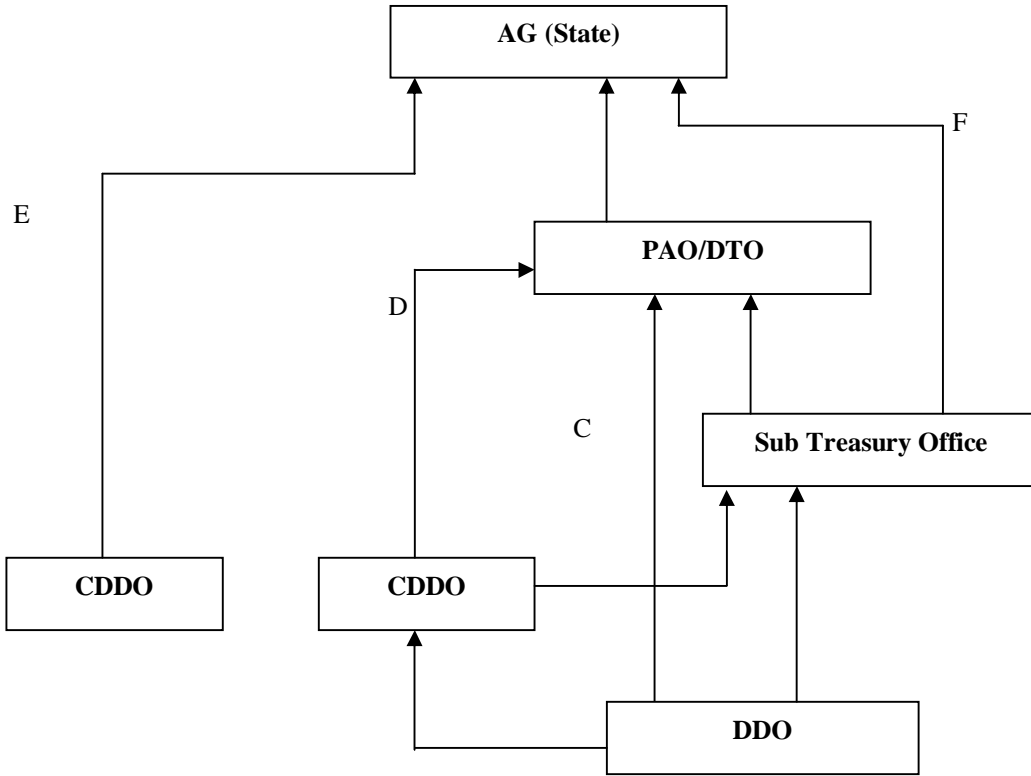 AG (State)
F
E
PAO/DTO
D
C
Sub Treasury Office
CDDO
CDDO
DDO